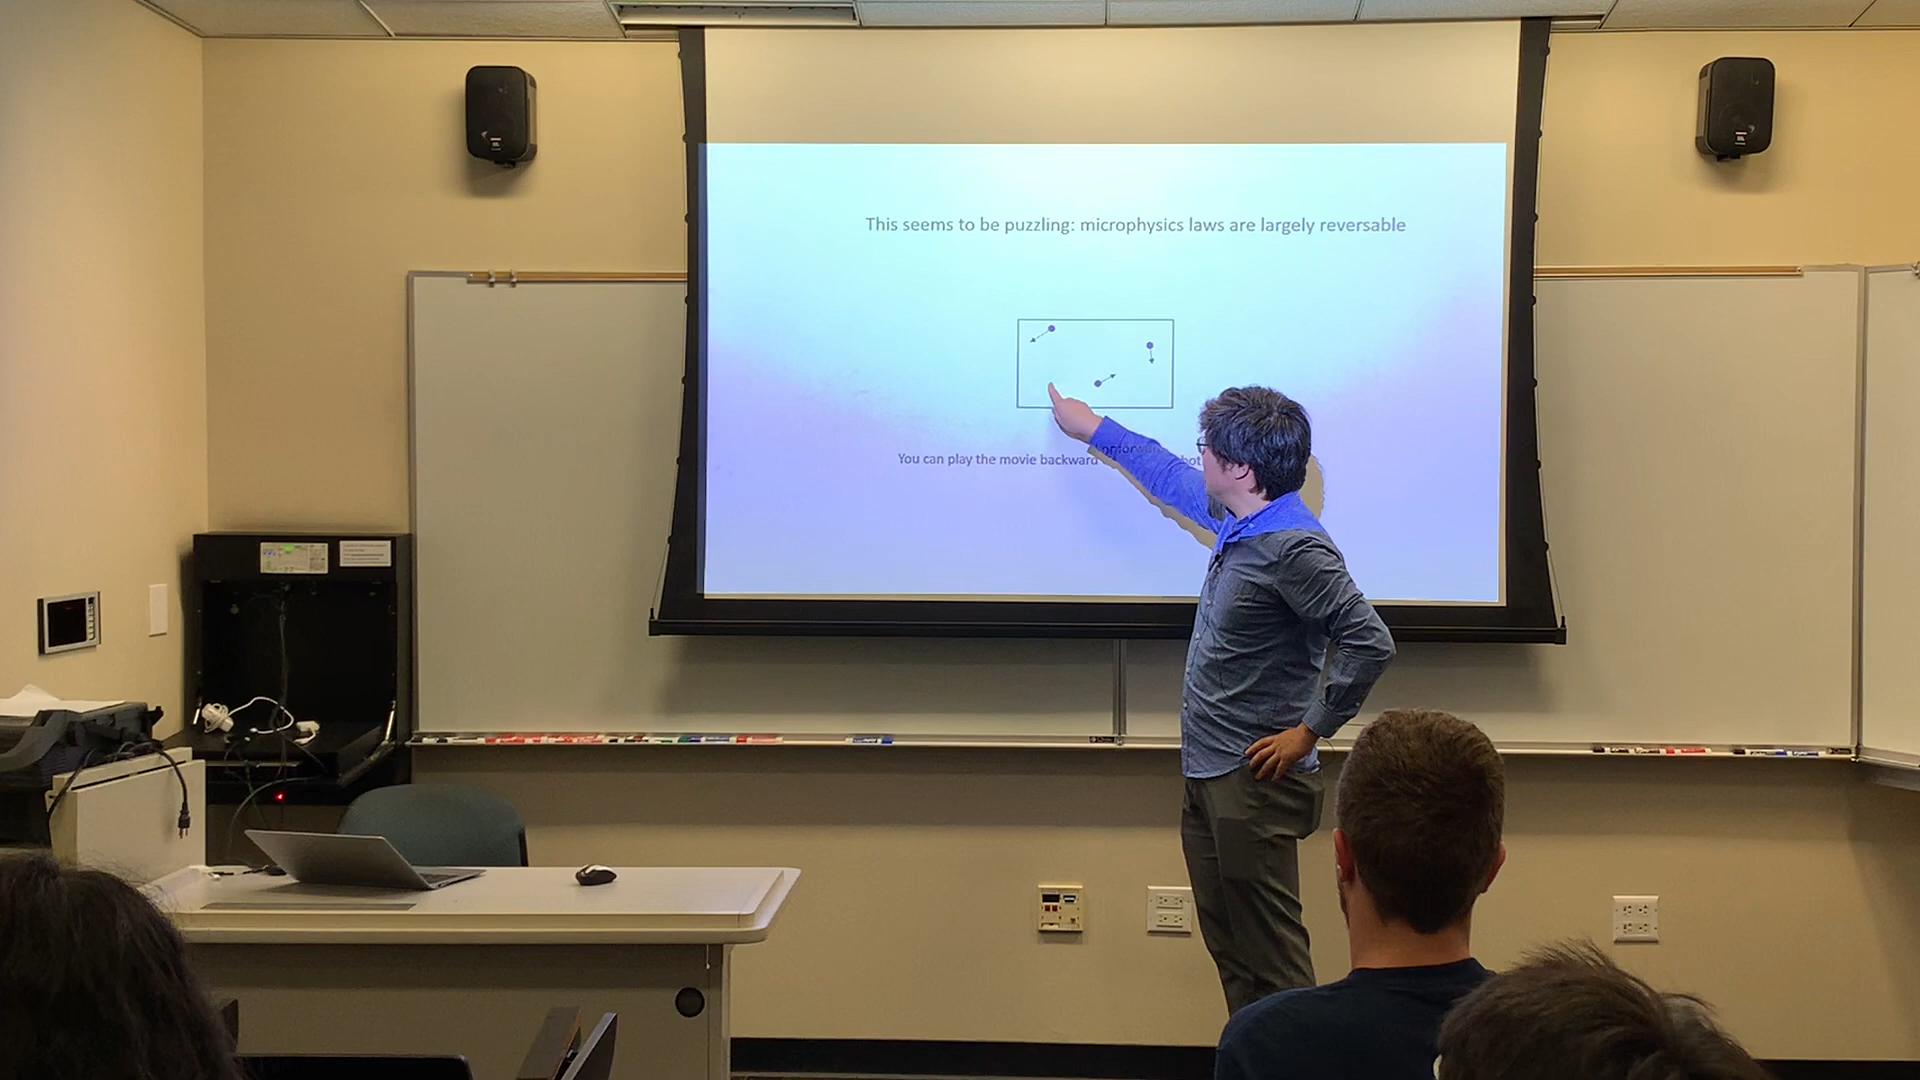 This seems to be puzzling: microphysics laws are largely reversable
You can play the movie backward